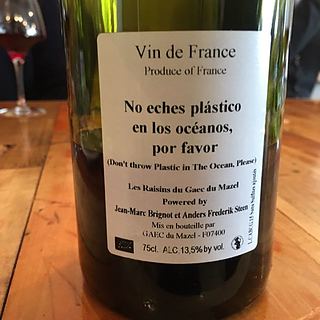 Vin de France
Produce of France
No eches plástico
en los océanos,
por favor
(Don't throw Plastic in The Ocean, Please)
Les Raisins du Gaec du Mazel
Powered by
Jean-Marc Brignot et Anders Frederik Steen
Mis en bouteille par
GAEC du Mazel - F07400
75cl. ALC 13,5% by vol.